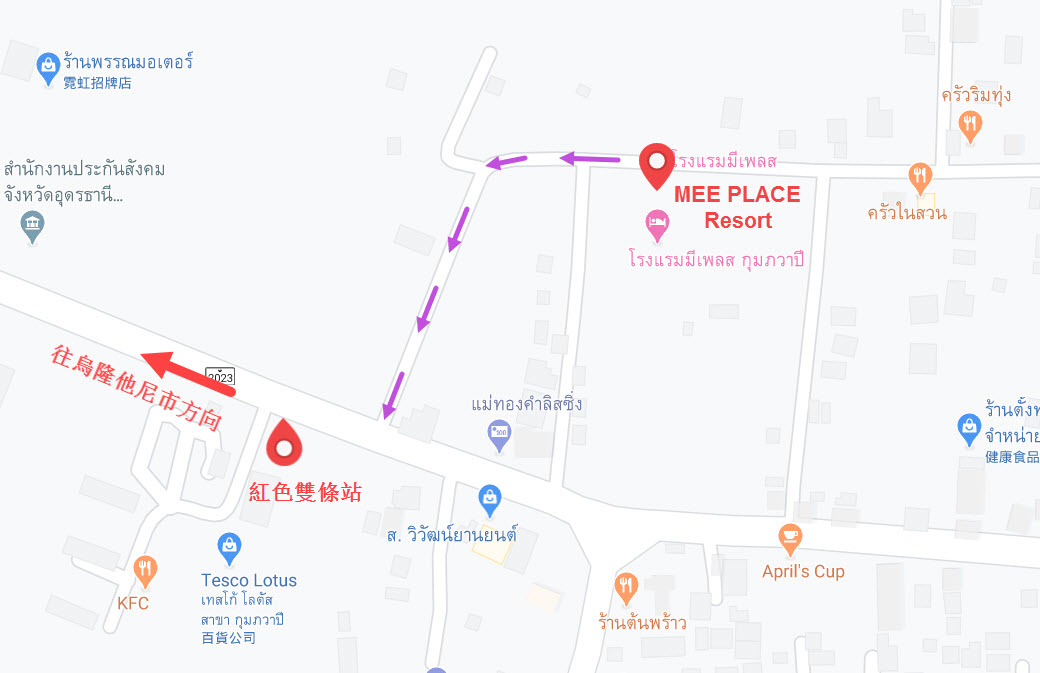 ร้านพรรณมอเตอร์
霓虹招牌店
ครัวริมทุ่ง
สำนักงานประกันสังคม
จังหวัดอุดรธานี...
โรงแรมมีเพลส
MEE PLACE
Resort
ครัวในสวน
โรงแรมมีเพลส กุมภวาปี
2023
往烏隆他尼市方向
แม่ทองคำลิสซิ่ง
100
紅色雙條站
ส. วิวัฒน์ยานยนต์
จำหน่าย
健康食品
April's Cup
Tesco Lotus
เทสโก้ โลตัส
สาขา กุมภวาปี
百貨公司
KFC
ร้านต้นพร้าว